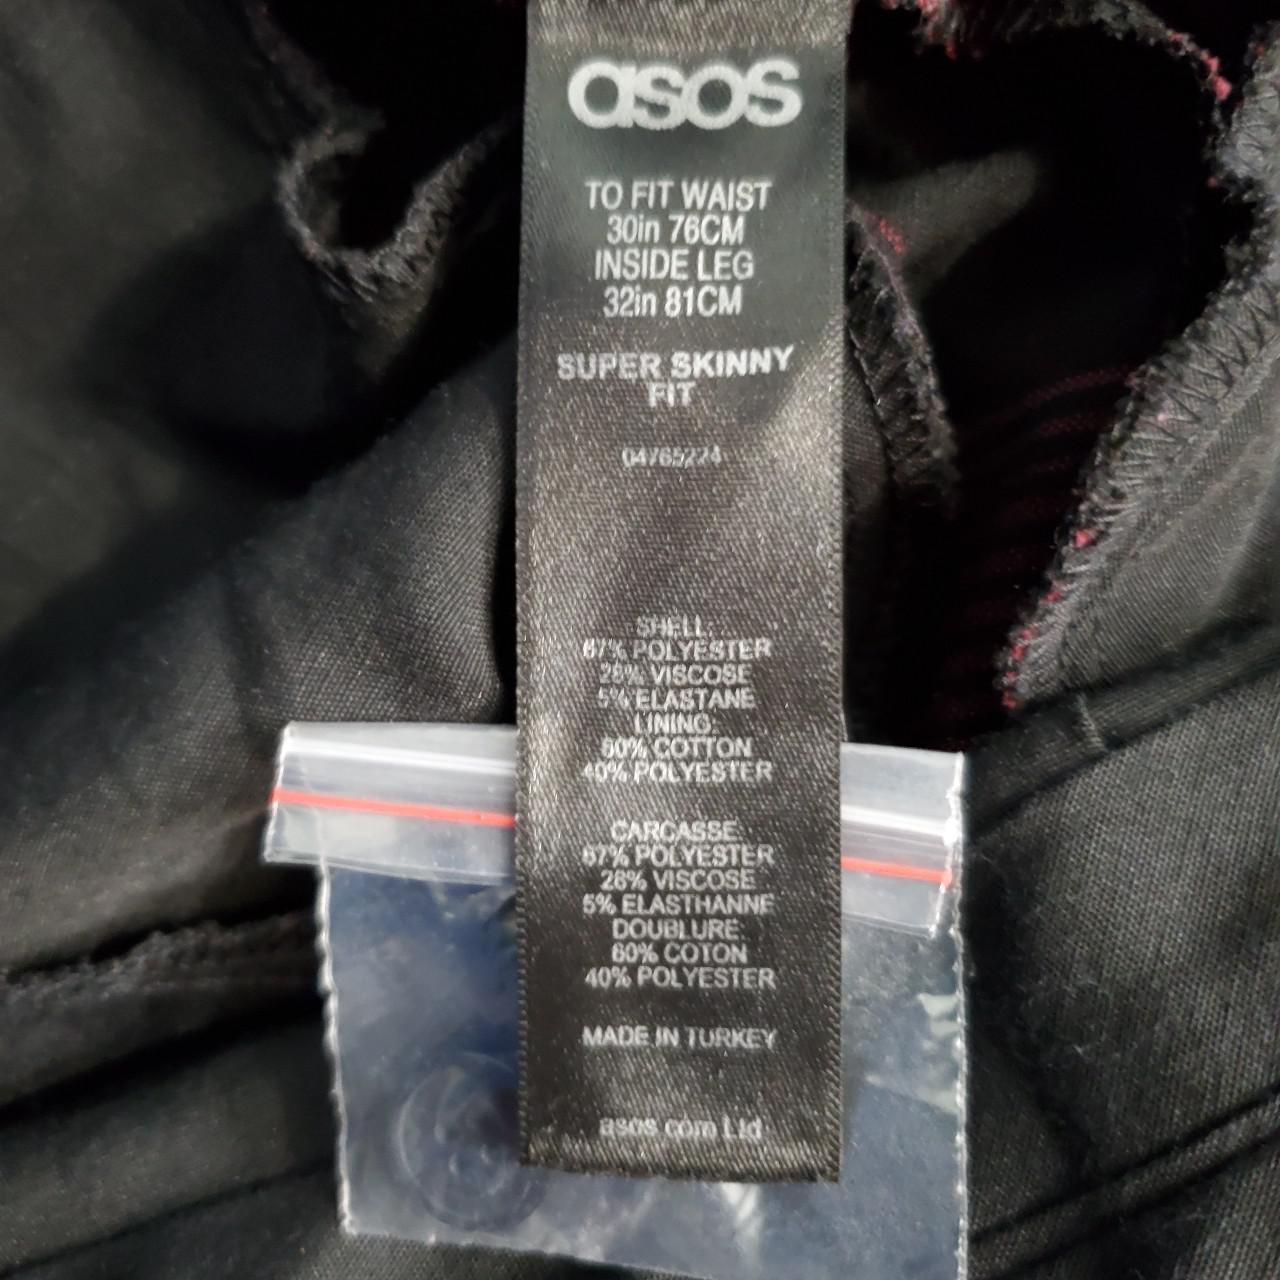 asos
TO FIT WAIST
30in 76CM
INSIDE LEG
32in 81CM
SUPER SKINNY
FIT
04765224
SHELL:
67% POLYESTER
28% VISCOSE
5% ELASTANE
LINING:
60% COTTON
40% POLYESTER
CARCASSE:
67% POLYESTER
28% VISCOSE
5% ELASTHANNE
DOUBLURE:
60% COTON
40% POLYESTER
MADE IN TURKEY
asos.com Ltd